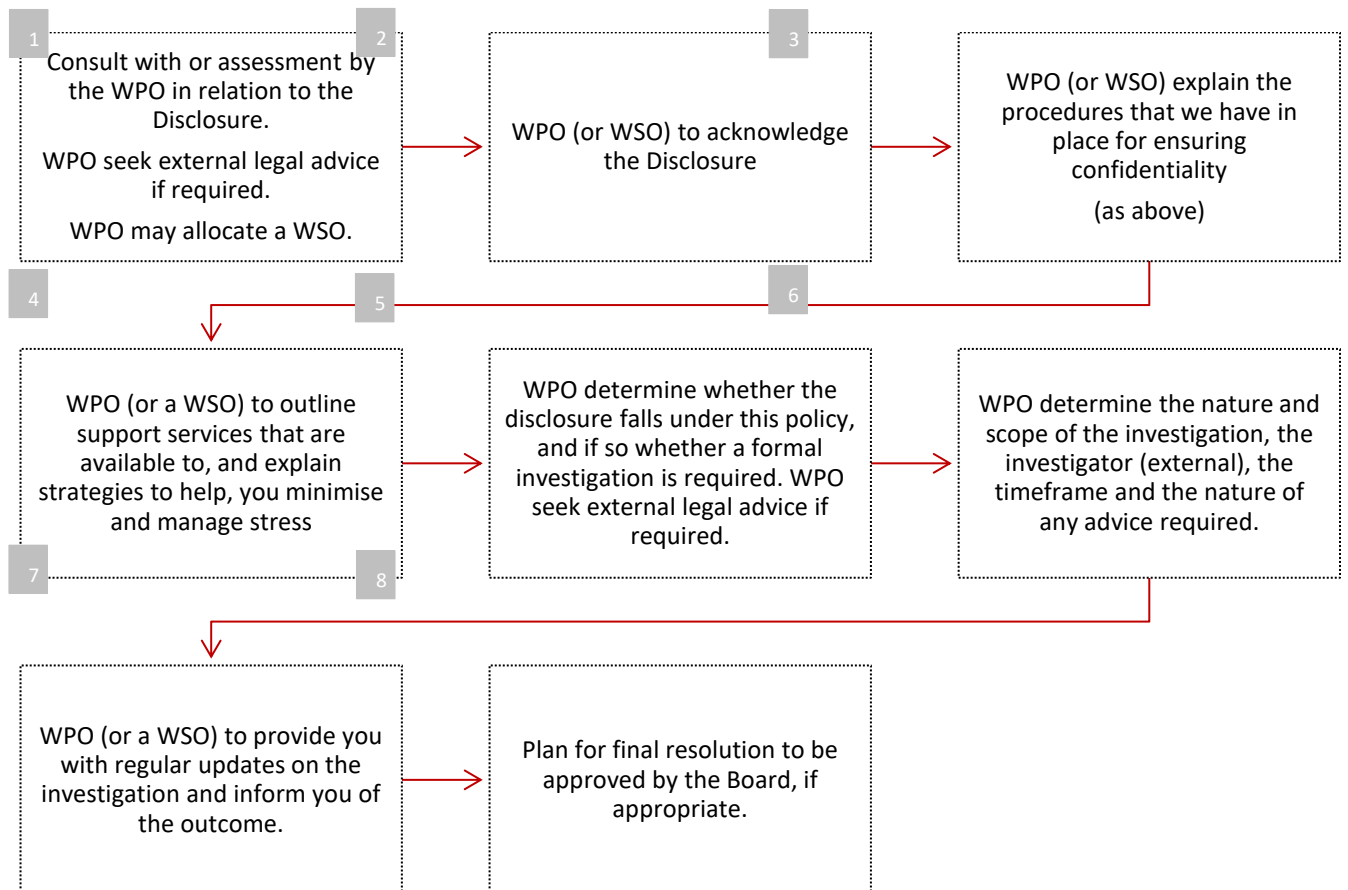 1
Consult with or assessment by
the WPO in relation to the
Disclosure.
WPO seek external legal advice
if required.
WPO may allocate a WSO.
2
WPO (or WSO) to acknowledge
the Disclosure
3
WPO (or WSO) explain the
procedures that we have in
place for ensuring
confidentiality
(as above)
4
WPO (or a WSO) to outline
support services that are
available to, and explain
strategies to help, you minimise
and manage stress
5
WPO determine whether the
disclosure falls under this policy,
and if so whether a formal
investigation is required. WPO
seek external legal advice if
required.
6
WPO determine the nature and
scope of the investigation, the
investigator (external), the
timeframe and the nature of
any advice required.
7
WPO (or a WSO) to provide you
with regular updates on the
investigation and inform you of
the outcome.
8
Plan for final resolution to be
approved by the Board, if
appropriate.